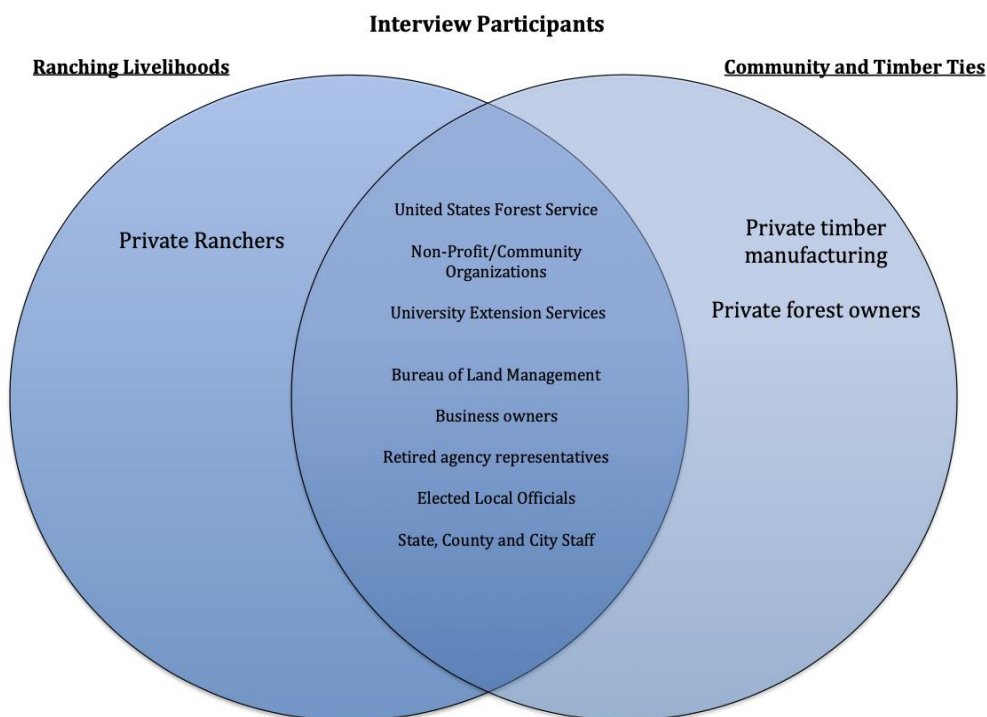 Interview Participants
Ranching Livelihoods
Community and Timber Ties
Private Ranchers
United States Forest Service
Non-Profit/Community
Organizations
University Extension Services
Bureau of Land Management
Business owners
Retired agency representatives
Elected Local Officials
State, County and City Staff
Private timber
manufacturing
Private forest owners